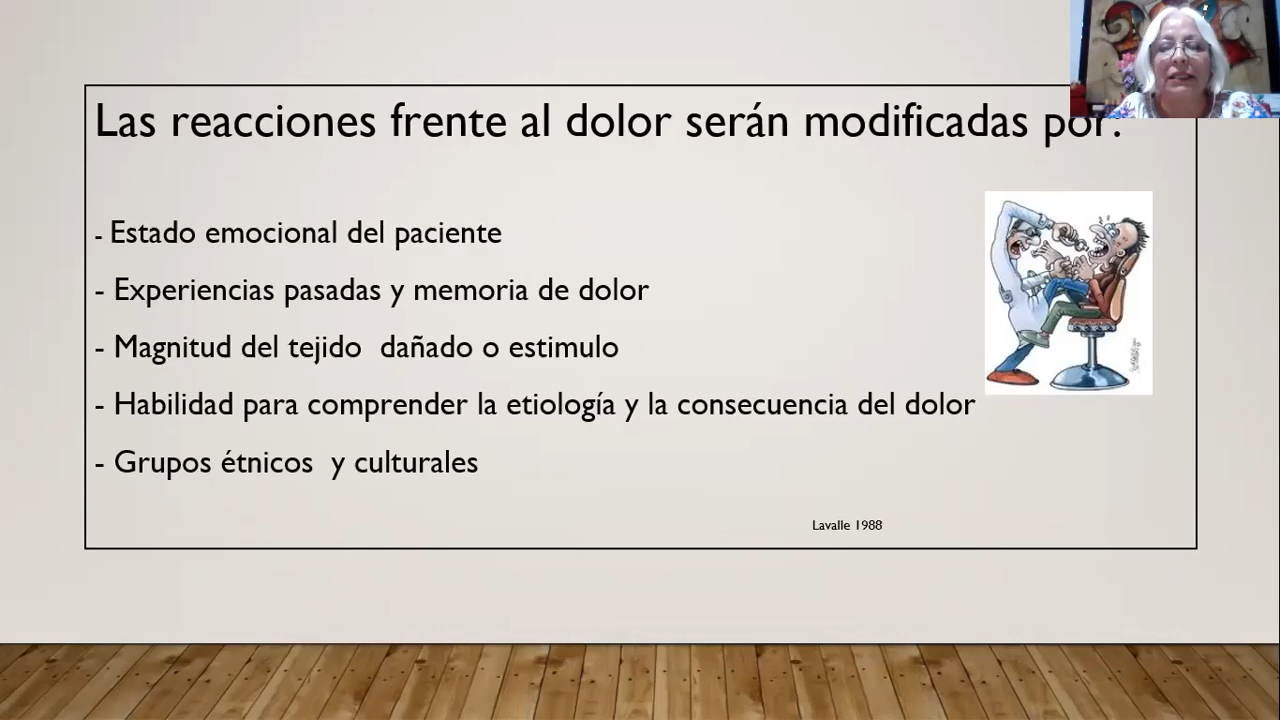 Las reacciones frente al dolor serán modificadas por:
- Estado emocional del paciente
- Experiencias pasadas y memoria de dolor
- Magnitud del tejido  dañado o estimulo
- Habilidad para comprender la etiología y la consecuencia del dolor
- Grupos étnicos  y culturales
Lavalle 1988